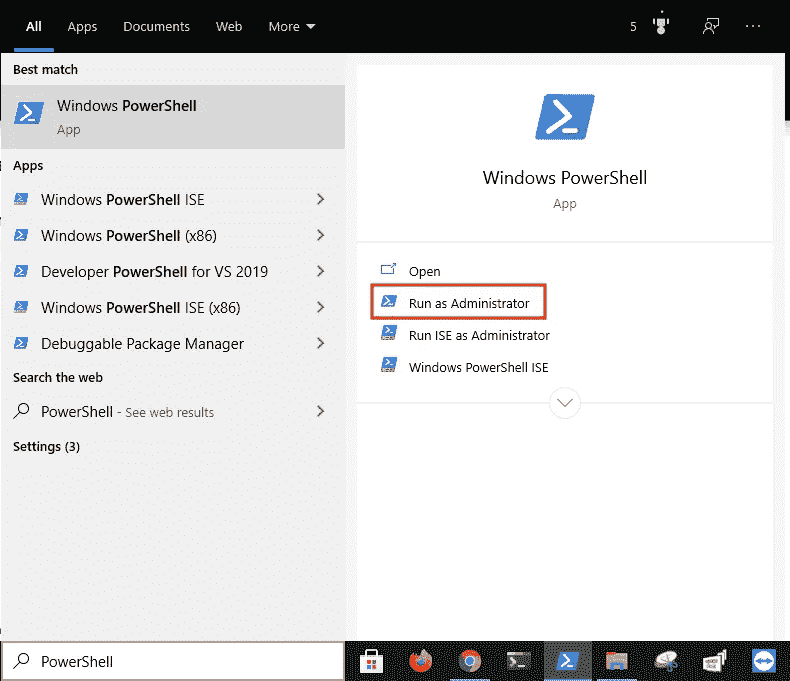 All Apps Documents Web More 5 ...
Best match
Windows PowerShell
App
Apps
Windows PowerShell ISE
Windows PowerShell (x86)
Developer PowerShell for VS 2019
Windows PowerShell ISE (x86)
Debuggable Package Manager
Search the web
PowerShell - See web results
Settings (3)
Windows PowerShell
App
Open
Run as Administrator
Run ISE as Administrator
Windows PowerShell ISE
PowerShell